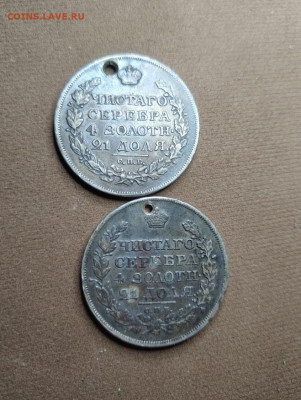 COINS.LAVE.RU
ЧИСТАГО
СЕРЕБРА
4 ЗОЛОТН:
21 ДОЛЯ.
С.П.Б.
ЧИСТАГО
СЕРЕБРА
4 ЗОЛОТН:
21 ДОЛЯ.